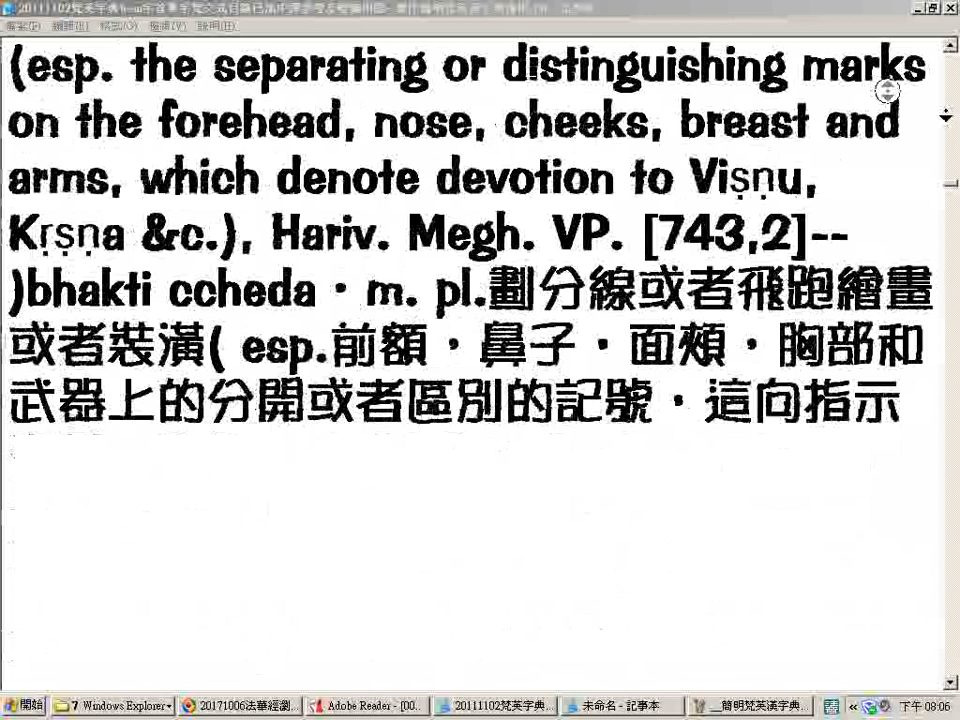 (esp. the separating or distinguishing marks
on the forehead, nose, cheeks, breast and
arms, which denote devotion to Viṣṇu,
Kṛṣṇa &c.), Hariv. Megh. VP. [743,2]--
)bhakti ccheda‧m. pl.劃分線或者飛跑繪畫
或者裝潢( esp.前額‧鼻子‧面頰‧胸部和
武器上的分開或者區別的記號‧這向指示
開始
7 Windows Explorer
20171006法華經瀏...
Adobe Reader - [00...
20111102梵英字典...
未命名 - 記事本
__簡明梵英漢字典...
下午 08:06